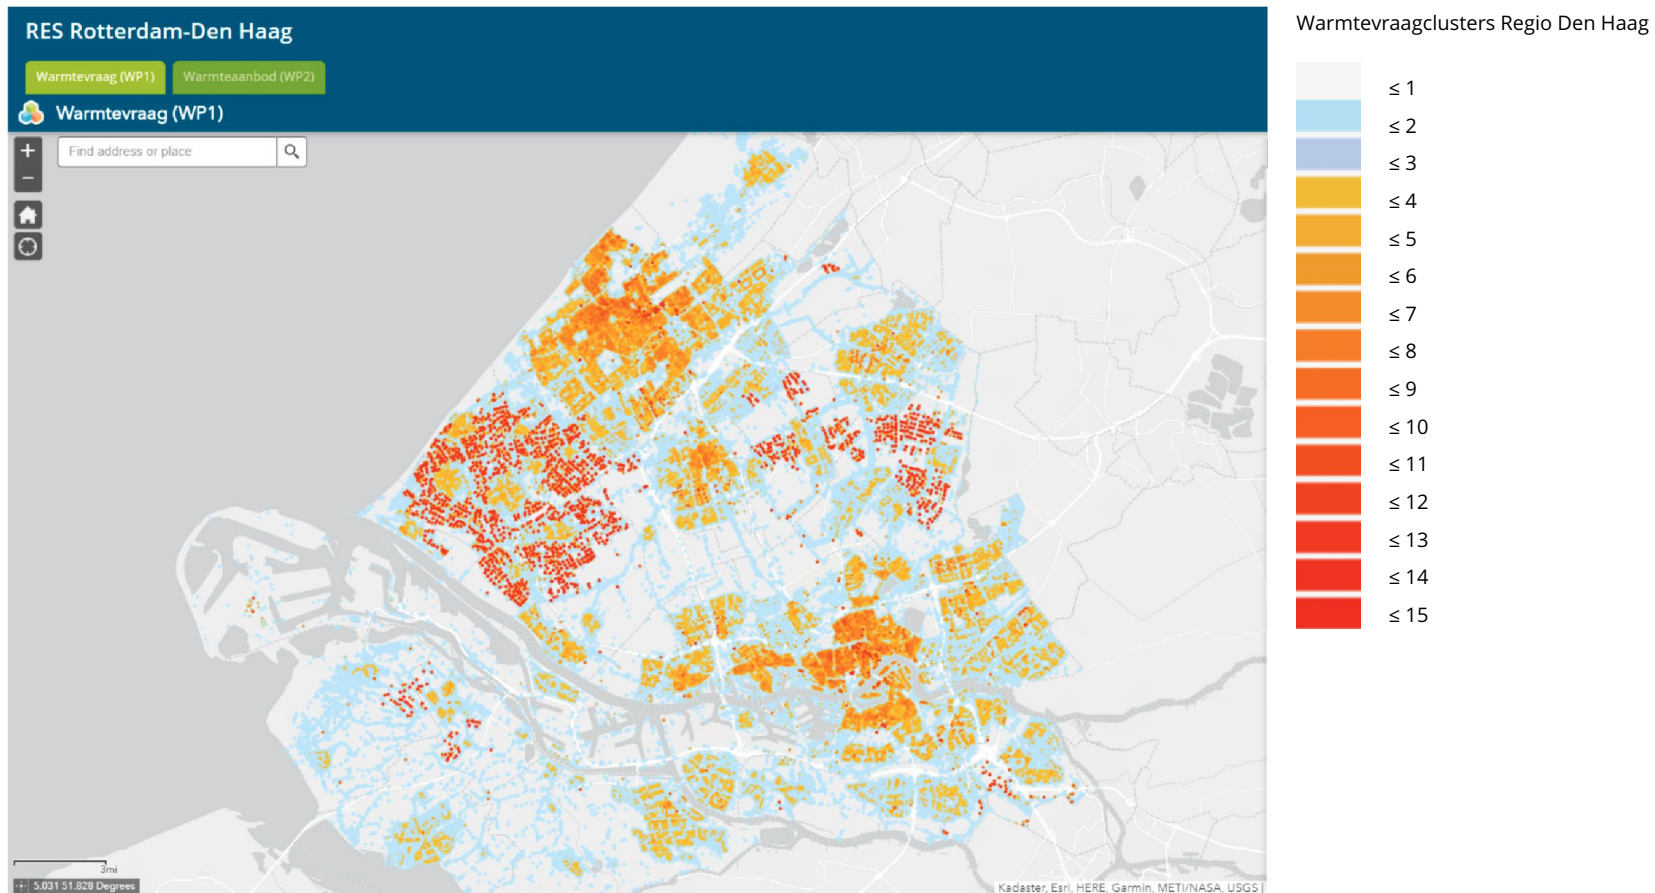 RES Rotterdam-Den Haag
Warmtevraag (WP1)
Warmteaanbod (WP2)
Warmtevraag (WP1)
+
Find address or place
−
3mi
5.031 51.828 Degrees
Kadaster, Esri, HERE, Garmin, METI/NASA, USGS |
Warmtevraagclusters Regio Den Haag
≤ 1
≤ 2
≤ 3
≤ 4
≤ 5
≤ 6
≤ 7
≤ 8
≤ 9
≤ 10
≤ 11
≤ 12
≤ 13
≤ 14
≤ 15